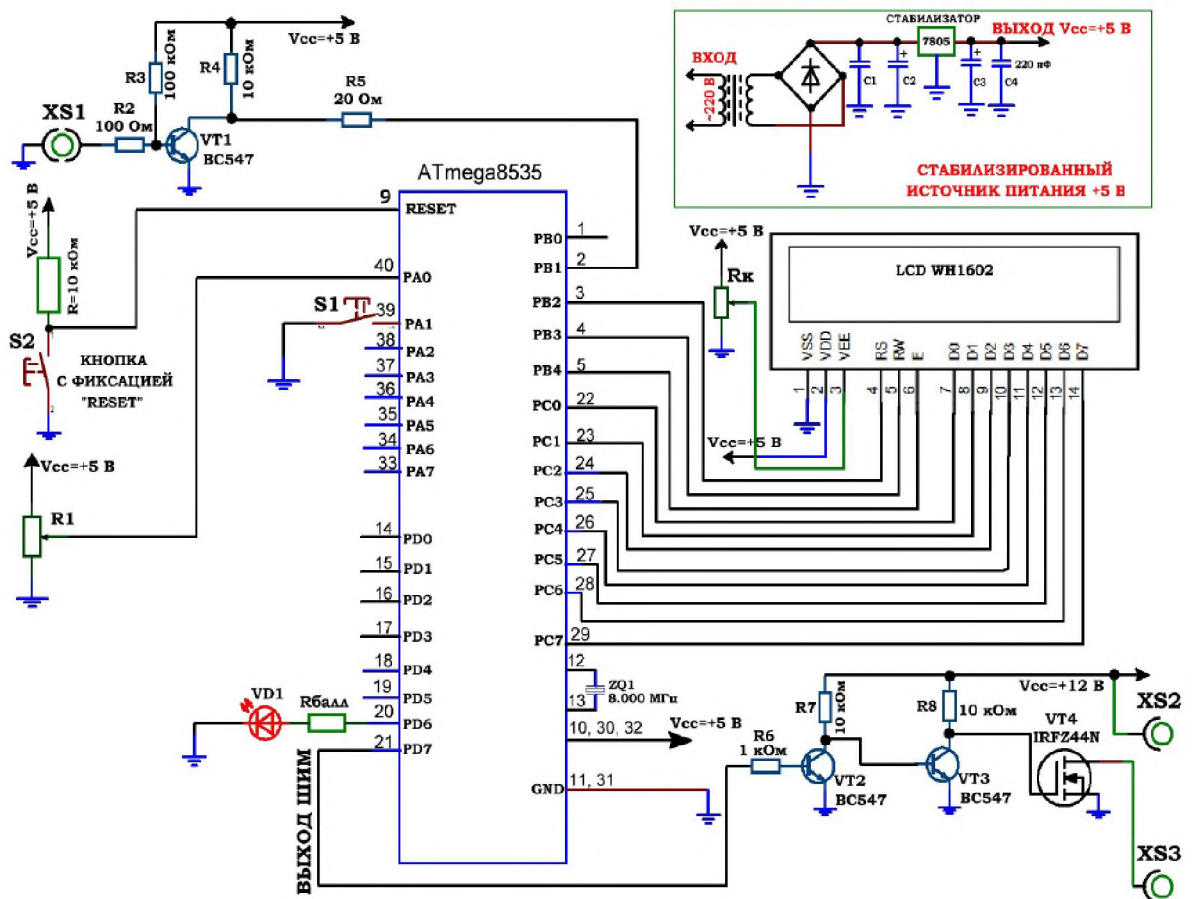 Vcc=+5 В
R3
100 кОм
R4
10 кОм
R5
20 Ом
XS1
R2
100 Ом
VT1
BC547
СТАБИЛИЗАТОР
7805
ВЫХОД Vcc=+5 В
ВХОД
~220 В
C1
+
C2
+
C3
C4
220 нФ
СТАБИЛИЗИРОВАННЫЙ
ИСТОЧНИК ПИТАНИЯ +5 В
ATmega8535
Vcc=+5 В
R=10 кОм
S2
1
2
КНОПКА
С ФИКСАЦИЕЙ
"RESET"
Vcc=+5 В
R1
S1
9
RESET
40
PA0
39
PA1
38
PA2
37
PA3
36
PA4
35
PA5
34
PA6
33
PA7
14
PD0
15
PD1
16
PD2
17
PD3
18
PD4
19
PD5
20
PD6
21
PD7
VD1
Rбалл
ВЫХОД ШИМ
PB0
1
PB1
2
PB2
3
PB3
4
PB4
5
PC0
22
PC1
23
PC2
24
PC3
25
PC4
26
PC5
27
PC6
28
PC7
29
12
13
ZQ1
8.000 МГц
10, 30, 32
Vcc=+5 В
GND
11, 31
Vcc=+5 В
Rк
LCD WH1602
VSS
VDD
VEE
RS
RW
E
D0
D1
D2
D3
D4
D5
D6
D7
1
2
3
4
5
6
7
8
9
10
11
12
13
14
Vcc=+5 В
Vcc=+12 В
R6
1 кОм
R7
10 кОм
R8
10 кОм
VT2
BC547
VT3
BC547
VT4
IRFZ44N
XS2
XS3